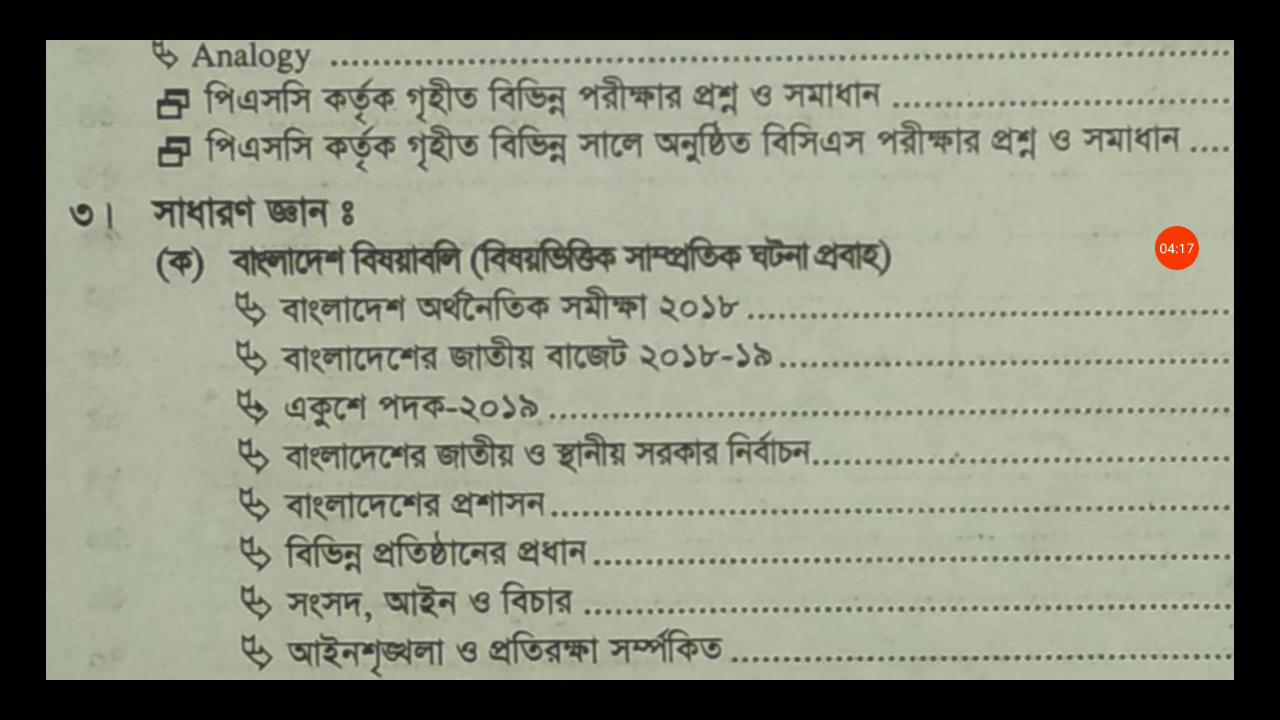 Analogy ........................................
পিএসসি কর্তৃক গৃহীত বিভিন্ন পরীক্ষার প্রশ্ন ও সমাধান ........................................
পিএসসি কর্তৃক গৃহীত বিভিন্ন সালে অনুষ্ঠিত বিসিএস পরীক্ষার প্রশ্ন ও সমাধান ....
৩। সাধারণ জ্ঞান ঃ
(ক) বাংলাদেশ বিষয়াবলি (বিষয়ভিত্তিক সাম্প্রতিক ঘটনা প্রবাহ)
04:17
বাংলাদেশ অর্থনৈতিক সমীক্ষা ২০১৮ ........................................
বাংলাদেশের জাতীয় বাজেট ২০১৮-১৯ ........................................
একুশে পদক-২০১৯ ........................................
বাংলাদেশের জাতীয় ও স্থানীয় সরকার নির্বাচন ........................................
বাংলাদেশের প্রশাসন ........................................
বিভিন্ন প্রতিষ্ঠানের প্রধান ........................................
সংসদ, আইন ও বিচার ........................................
আইনশৃঙ্খলা ও প্রতিরক্ষা সর্ম্পকিত ........................................